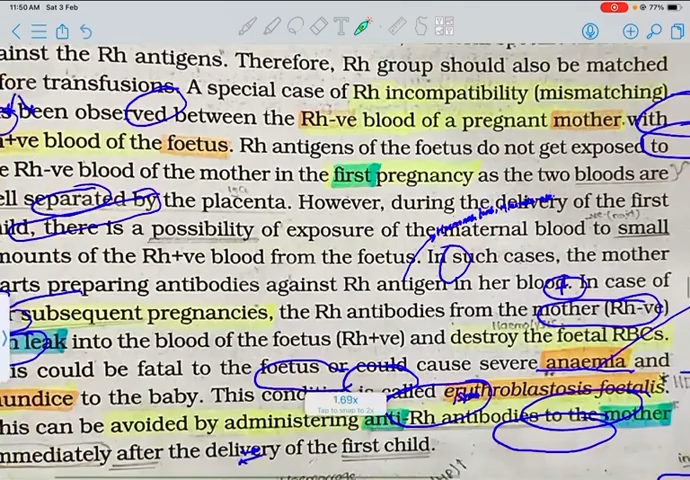 11:50 AM Sat 3 Feb
77%
ainst the Rh antigens. Therefore, Rh group should also be matched
fore transfusions. A special case of Rh incompatibility (mismatching)
been observed between the Rh-ve blood of a pregnant mother with
+ve blood of the foetus. Rh antigens of the foetus do not get exposed to
e Rh-ve blood of the mother in the first pregnancy as the two bloods are
ell separated by the placenta. However, during the delivery of the first
ild, there is a possibility of exposure of the maternal blood to small
mounts of the Rh+ve blood from the foetus. In such cases, the mother
arts preparing antibodies against Rh antigen in her blood. In case of
subsequent pregnancies, the Rh antibodies from the mother (Rh-ve)
n leak into the blood of the foetus (Rh+ve) and destroy the foetal RBCs.
is could be fatal to the foetus or could cause severe anaemia and
undice to the baby. This is called erythroblastosis foetalis.
1.69x
Tap to snap to 2x
his can be avoided by administering anti-Rh antibodies to the mother
mmediately after the delivery of the first child.